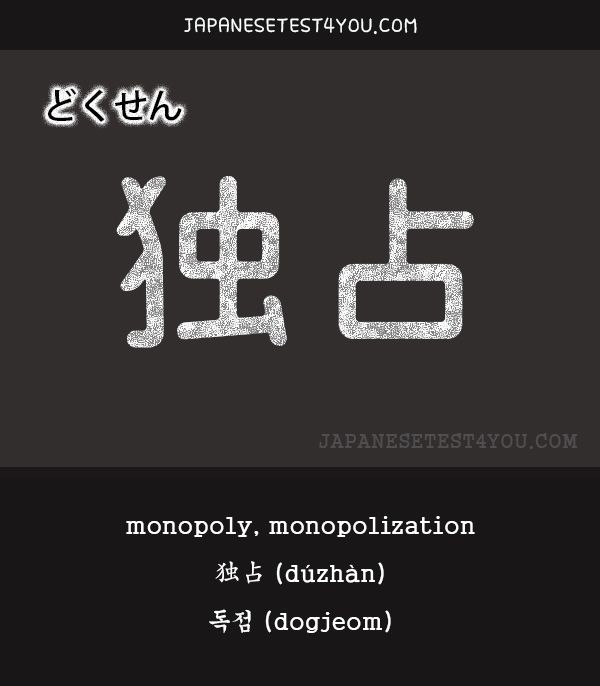 JAPANESETEST4YOU.COM
どくせん
独占
JAPANESETEST4YOU.COM
monopoly, monopolization
独占 (dúzhàn)
독점 (dogjeom)